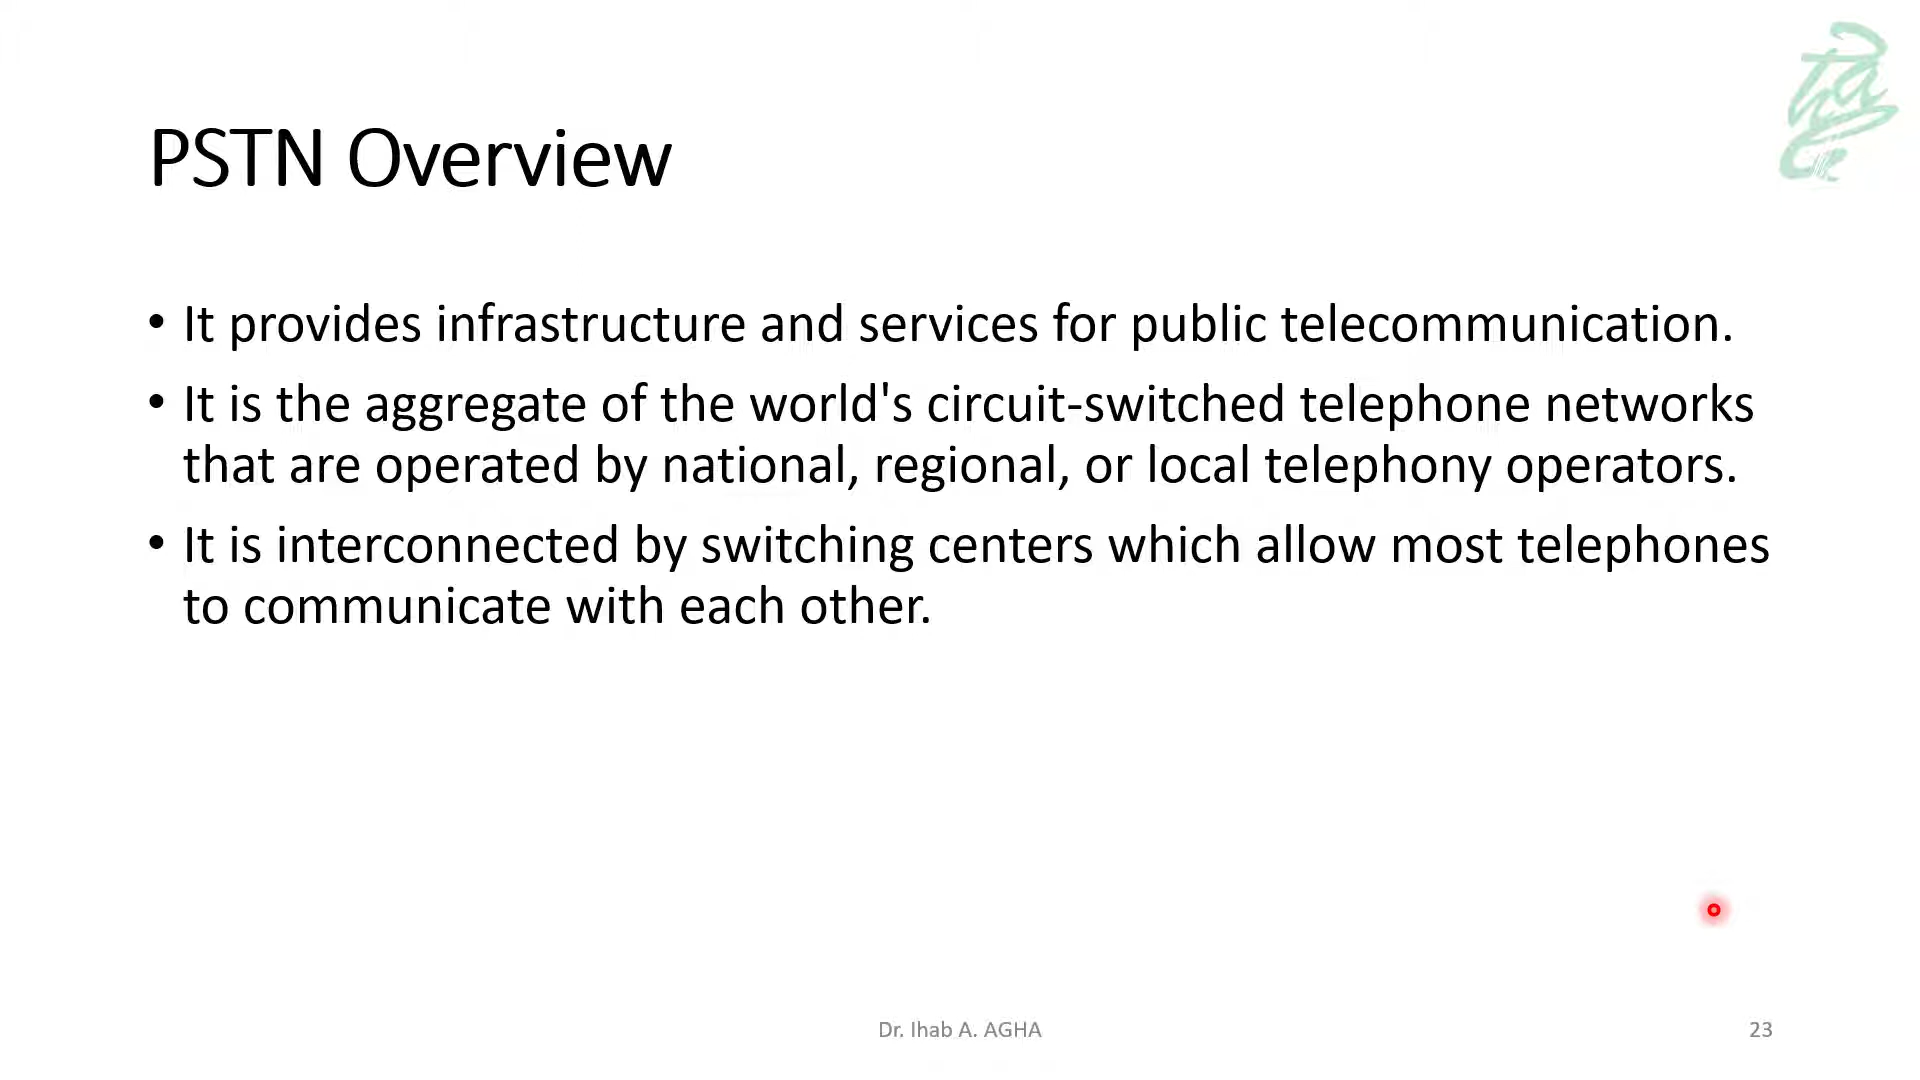 PSTN Overview
• It provides infrastructure and services for public telecommunication.
• It is the aggregate of the world's circuit-switched telephone networks
that are operated by national, regional, or local telephony operators.
• It is interconnected by switching centers which allow most telephones
to communicate with each other.
Dr. Ihab A. AGHA
23